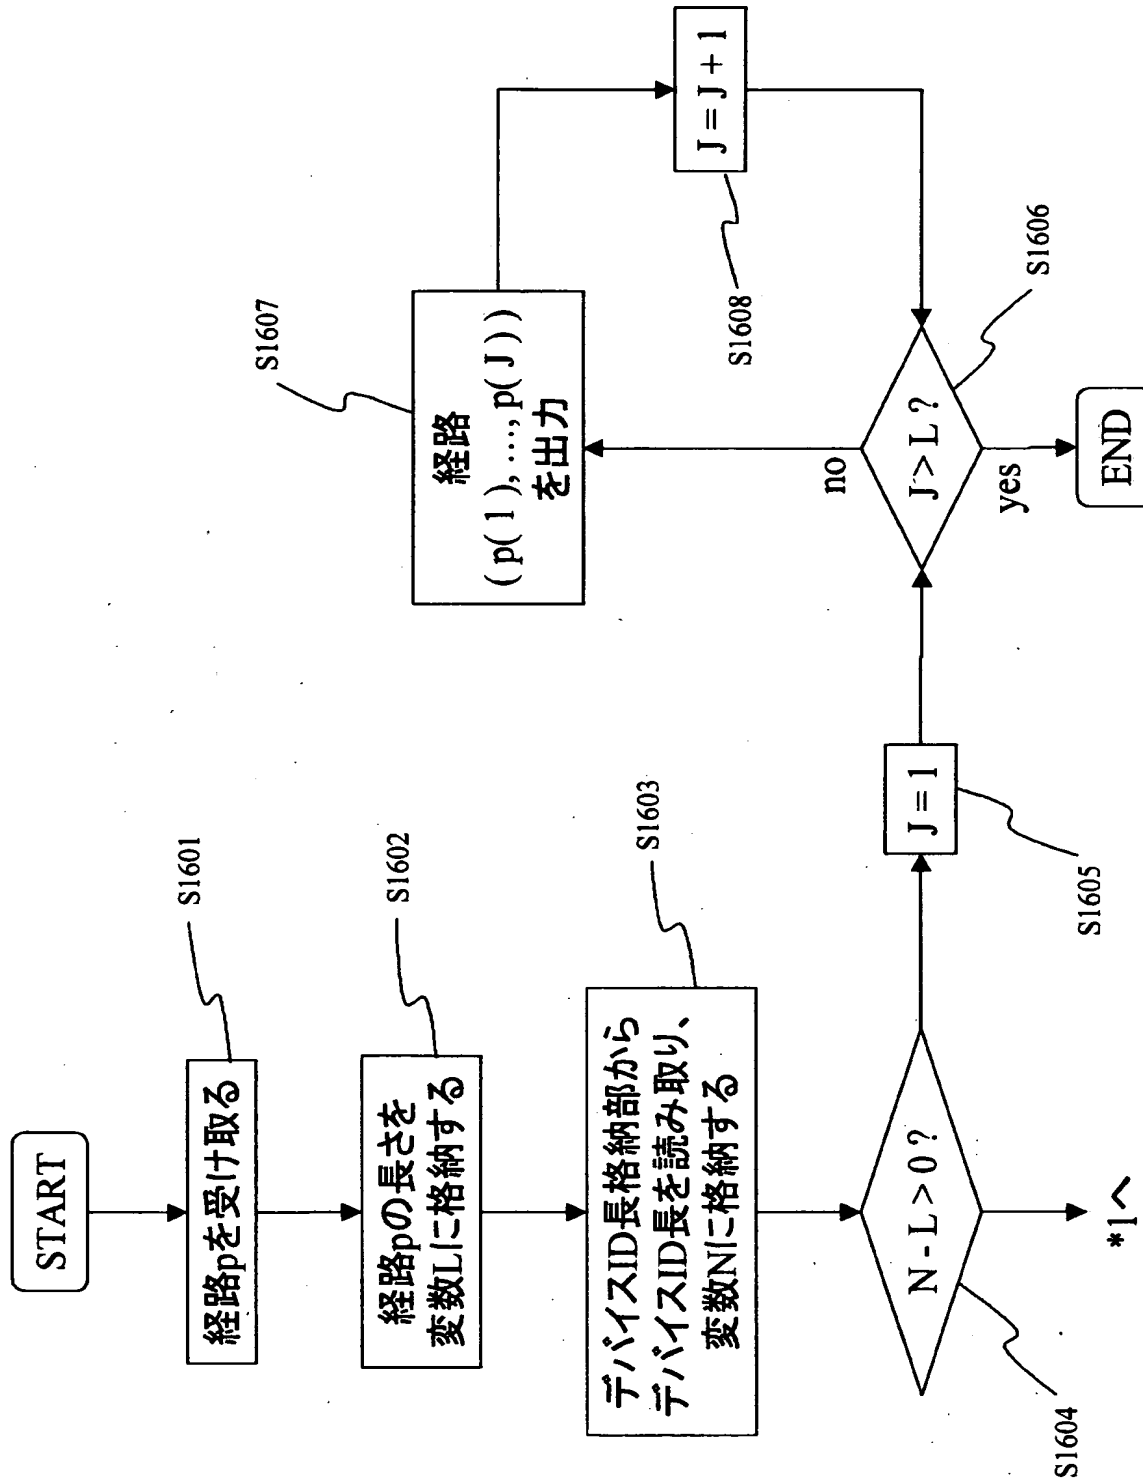 START
経路pを受け取る
S1601
経路pの長さを
変数Lに格納する
S1602
デバイスID長格納部から
デバイスID長を読み取り、
変数Nに格納する
S1603
N - L > 0 ?
S1604
*1へ
J = 1
S1605
J > L ?
S1606
no
yes
END
経路
( p( 1 ) , …, p( J ) )
を出力
S1607
J = J + 1
S1608